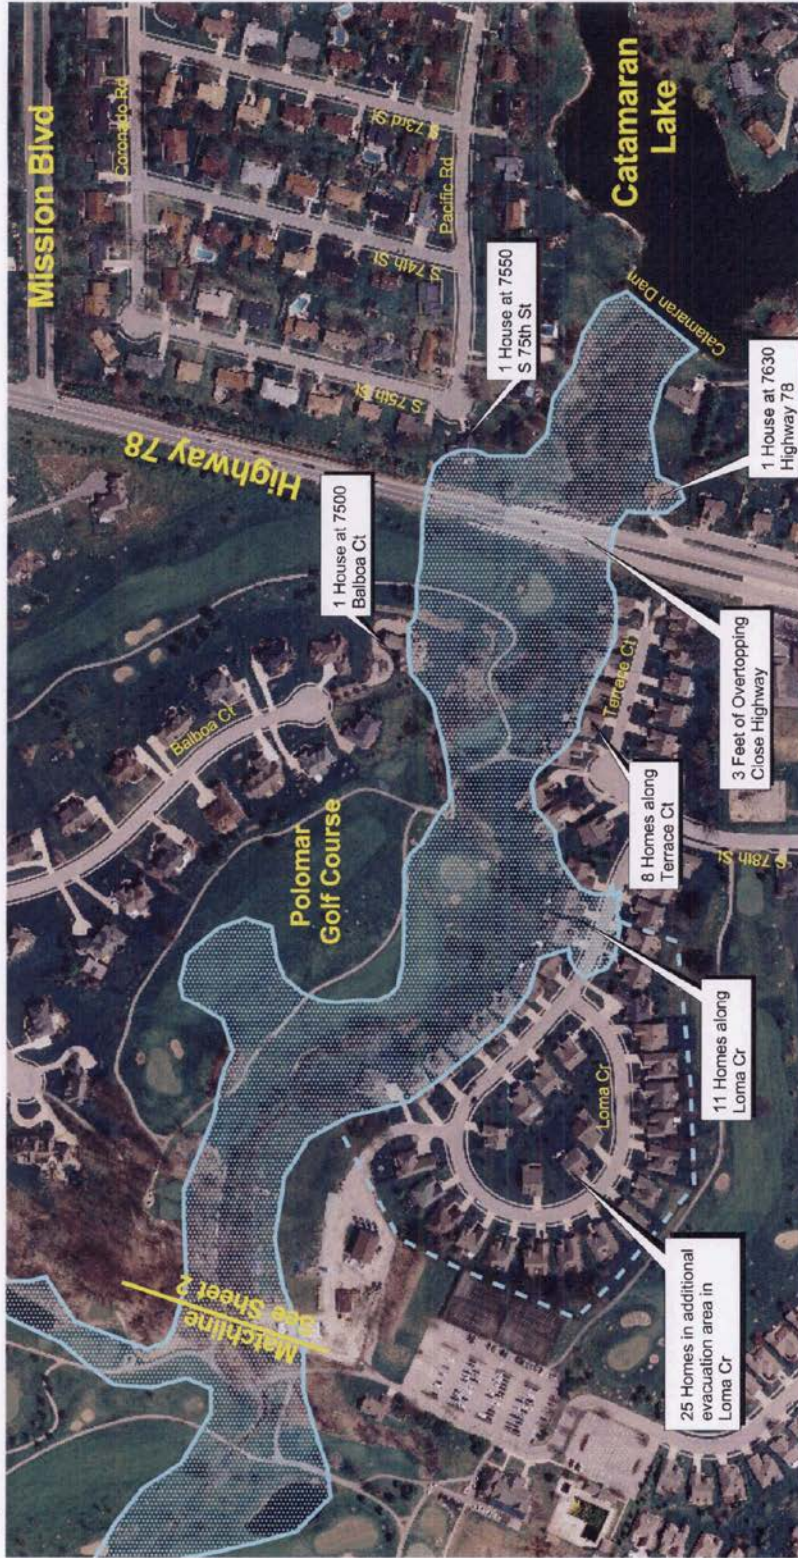 Mission Blvd
Coronado Rd
S 73rd St
S 74th St
Pacific Rd
S 75th St
Highway 78
Catamaran
Lake
Catamaran Dam
1 House at 7550
S 75th St
1 House at 7630
Highway 78
1 House at 7500
Balboa Ct
Balboa Ct
Polomar
Golf Course
Terrace Ct
3 Feet of Overtopping
Close Highway
8 Homes along
Terrace Ct
S 78th St
11 Homes along
Loma Cr
Loma Cr
25 Homes in additional
evacuation area in
Loma Cr
Matchline
See Sheet 2